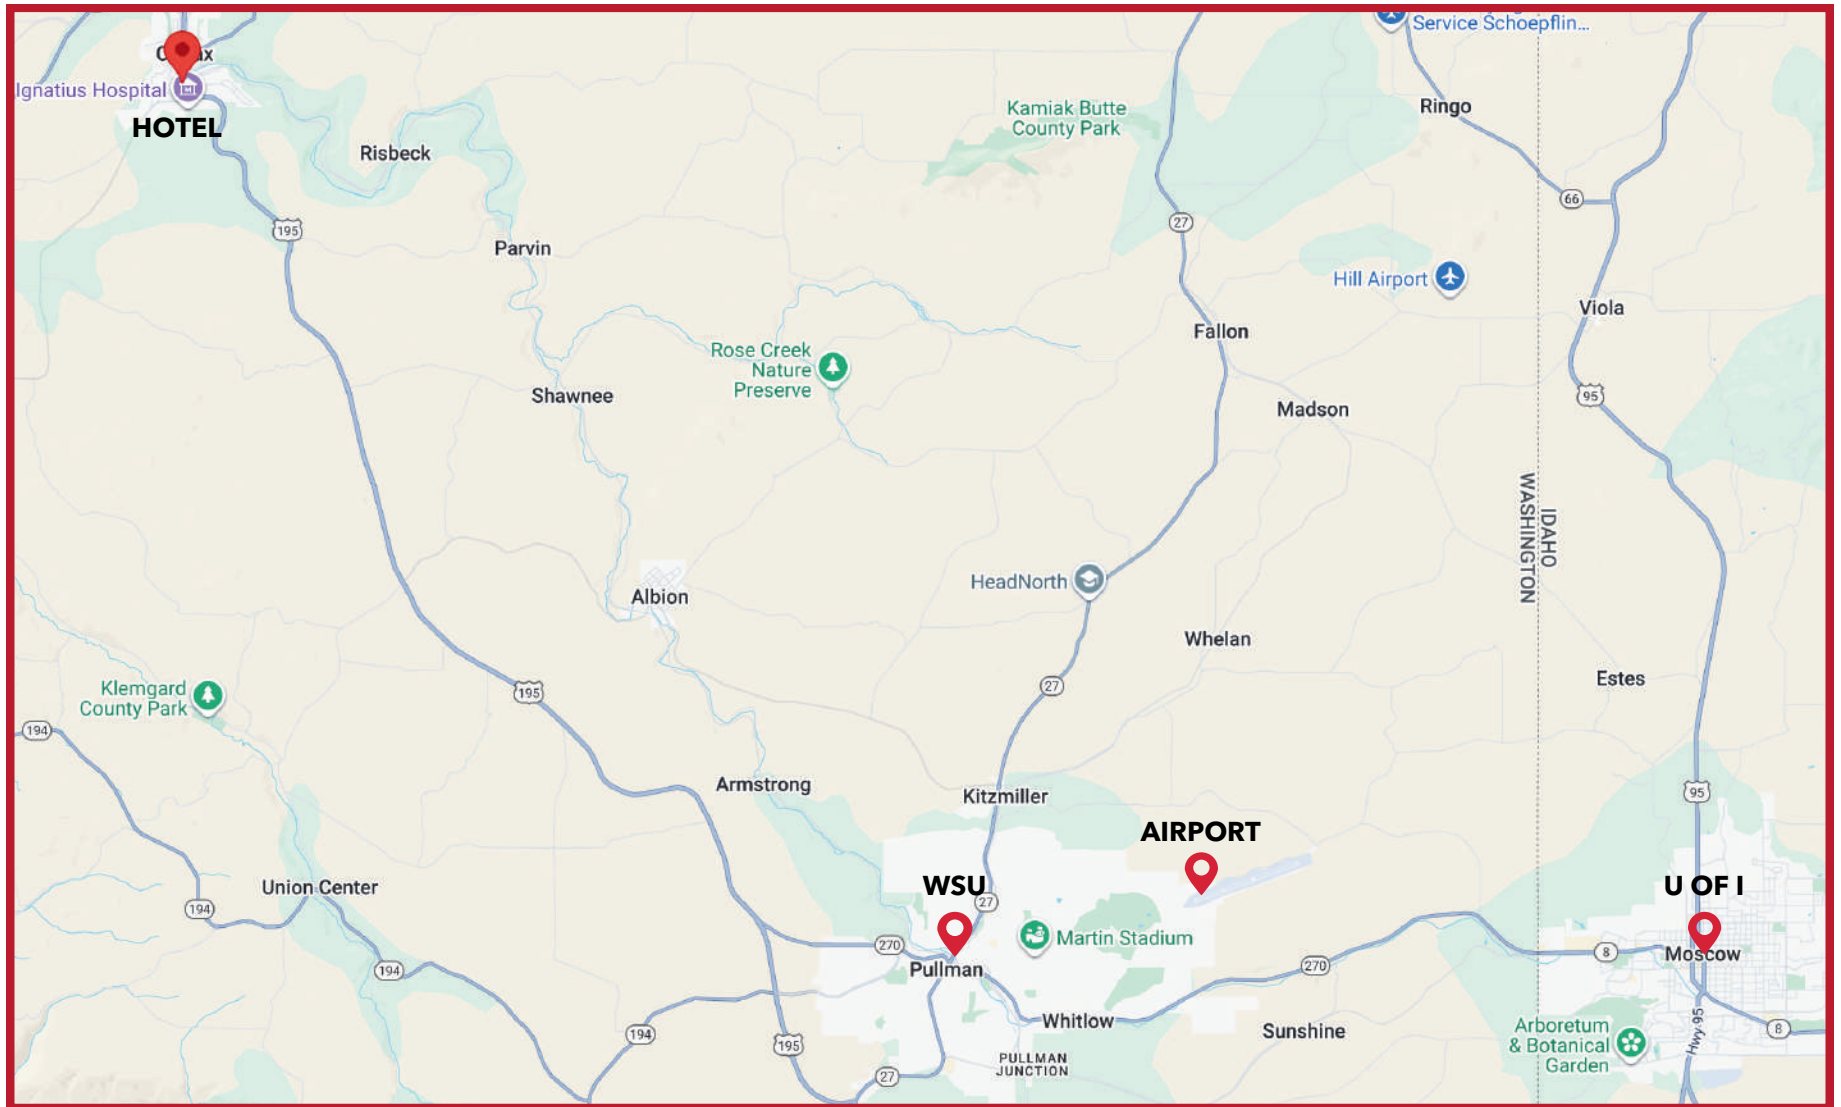 Service Schoepflin...
Ignatius Hospital
HOTEL
Kamiak Butte
County Park
Ringo
Risbeck
66
195
27
Parvin
Hill Airport
Viola
Fallon
Rose Creek
Nature
Preserve
Shawnee
95
Madson
IDAHO
WASHINGTON
HeadNorth
Albion
Whelan
Estes
Klemgard
County Park
195
27
194
Armstrong
Kitzmiller
95
AIRPORT
WSU
U OF I
Union Center
27
194
Martin Stadium
270
8
Moscow
270
194
Pullman
Whitlow
Sunshine
194
195
Arboretum
& Botanical
Garden
Hwy 95
8
PULLMAN
JUNCTION
27